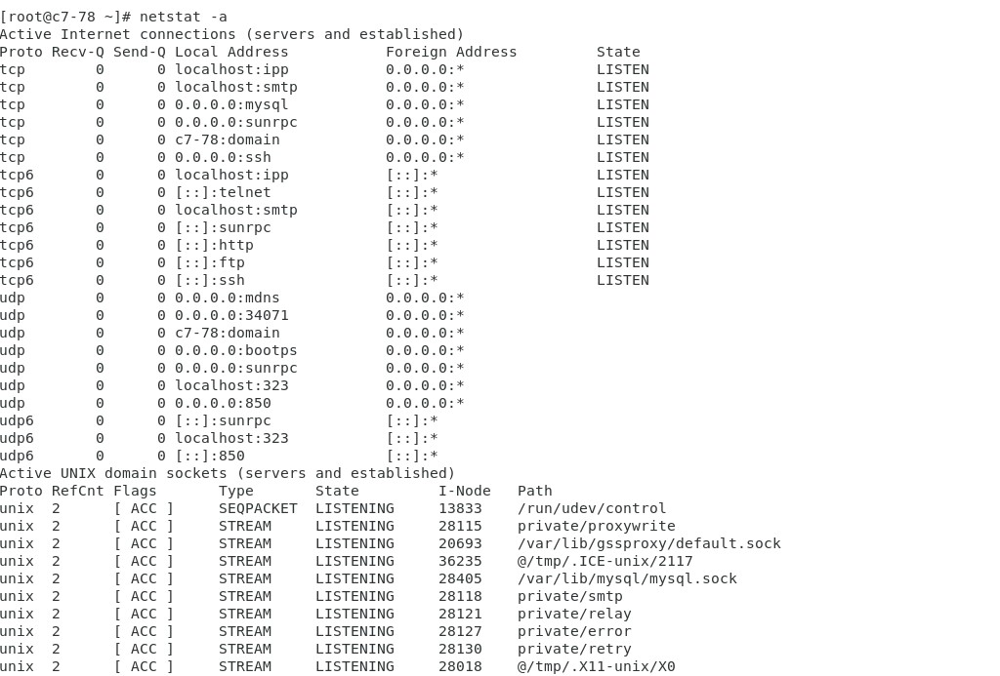 [root@c7-78 ~]# netstat -a
Active Internet connections (servers and established)
Proto Recv-Q Send-Q Local Address           Foreign Address         State
tcp        0      0 localhost:ipp           0.0.0.0:*               LISTEN
tcp        0      0 localhost:smtp          0.0.0.0:*               LISTEN
tcp        0      0 0.0.0.0:mysql           0.0.0.0:*               LISTEN
tcp        0      0 0.0.0.0:sunrpc          0.0.0.0:*               LISTEN
tcp        0      0 c7-78:domain            0.0.0.0:*               LISTEN
tcp        0      0 0.0.0.0:ssh             0.0.0.0:*               LISTEN
tcp6       0      0 localhost:ipp           [::]:*                  LISTEN
tcp6       0      0 [::]:telnet             [::]:*                  LISTEN
tcp6       0      0 localhost:smtp          [::]:*                  LISTEN
tcp6       0      0 [::]:sunrpc             [::]:*                  LISTEN
tcp6       0      0 [::]:http               [::]:*                  LISTEN
tcp6       0      0 [::]:ftp                [::]:*                  LISTEN
tcp6       0      0 [::]:ssh                [::]:*                  LISTEN
udp        0      0 0.0.0.0:mdns            0.0.0.0:*
udp        0      0 0.0.0.0:34071           0.0.0.0:*
udp        0      0 c7-78:domain            0.0.0.0:*
udp        0      0 0.0.0.0:bootps          0.0.0.0:*
udp        0      0 0.0.0.0:sunrpc          0.0.0.0:*
udp        0      0 localhost:323           0.0.0.0:*
udp        0      0 0.0.0.0:850             0.0.0.0:*
udp6       0      0 [::]:sunrpc             [::]:*
udp6       0      0 localhost:323           [::]:*
udp6       0      0 [::]:850                [::]:*
Active UNIX domain sockets (servers and established)
Proto RefCnt Flags       Type       State         I-Node   Path
unix  2      [ ACC ]     SEQPACKET  LISTENING     13833    /run/udev/control
unix  2      [ ACC ]     STREAM     LISTENING     28115    private/proxywrite
unix  2      [ ACC ]     STREAM     LISTENING     20693    /var/lib/gssproxy/default.sock
unix  2      [ ACC ]     STREAM     LISTENING     36235    @/tmp/.ICE-unix/2117
unix  2      [ ACC ]     STREAM     LISTENING     28405    /var/lib/mysql/mysql.sock
unix  2      [ ACC ]     STREAM     LISTENING     28118    private/smtp
unix  2      [ ACC ]     STREAM     LISTENING     28121    private/relay
unix  2      [ ACC ]     STREAM     LISTENING     28127    private/error
unix  2      [ ACC ]     STREAM     LISTENING     28130    private/retry
unix  2      [ ACC ]     STREAM     LISTENING     28018    @/tmp/.X11-unix/X0